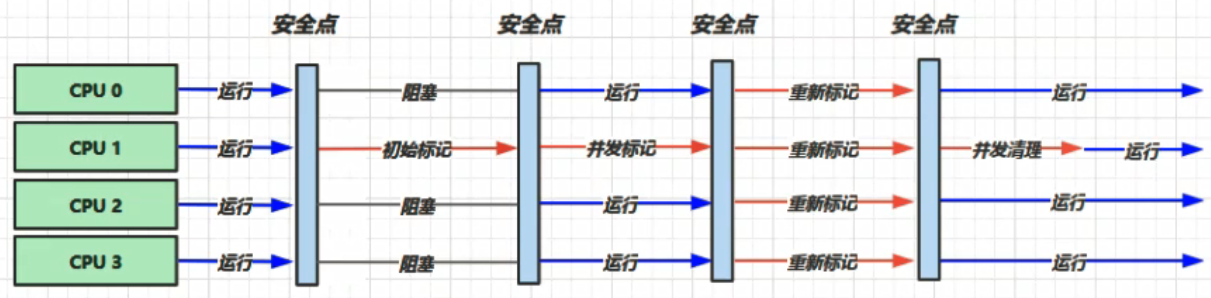 安全点 安全点 安全点 安全点
CPU 0 运行 阻塞 运行 重新标记 运行
CPU 1 运行 初始标记 并发标记 重新标记 并发清理 运行
CPU 2 运行 阻塞 运行 重新标记 运行
CPU 3 运行 阻塞 运行 重新标记 运行